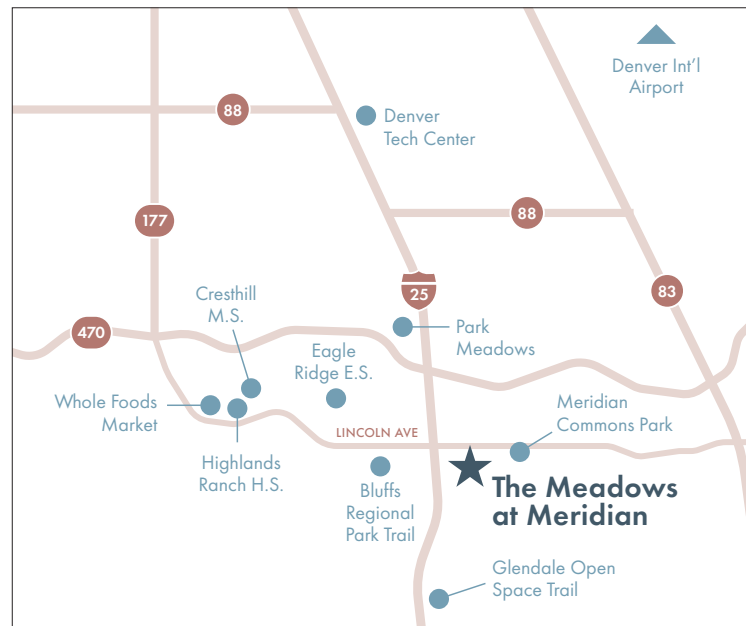 Denver Int'l
Airport
88
Denver
Tech Center
177
88
25
83
Cresthill
M.S.
470
Park
Meadows
Eagle
Ridge E.S.
Whole Foods
Market
Meridian
Commons Park
LINCOLN AVE
Highlands
Ranch H.S.
Bluffs
Regional
Park Trail
The Meadows
at Meridian
Glendale Open
Space Trail